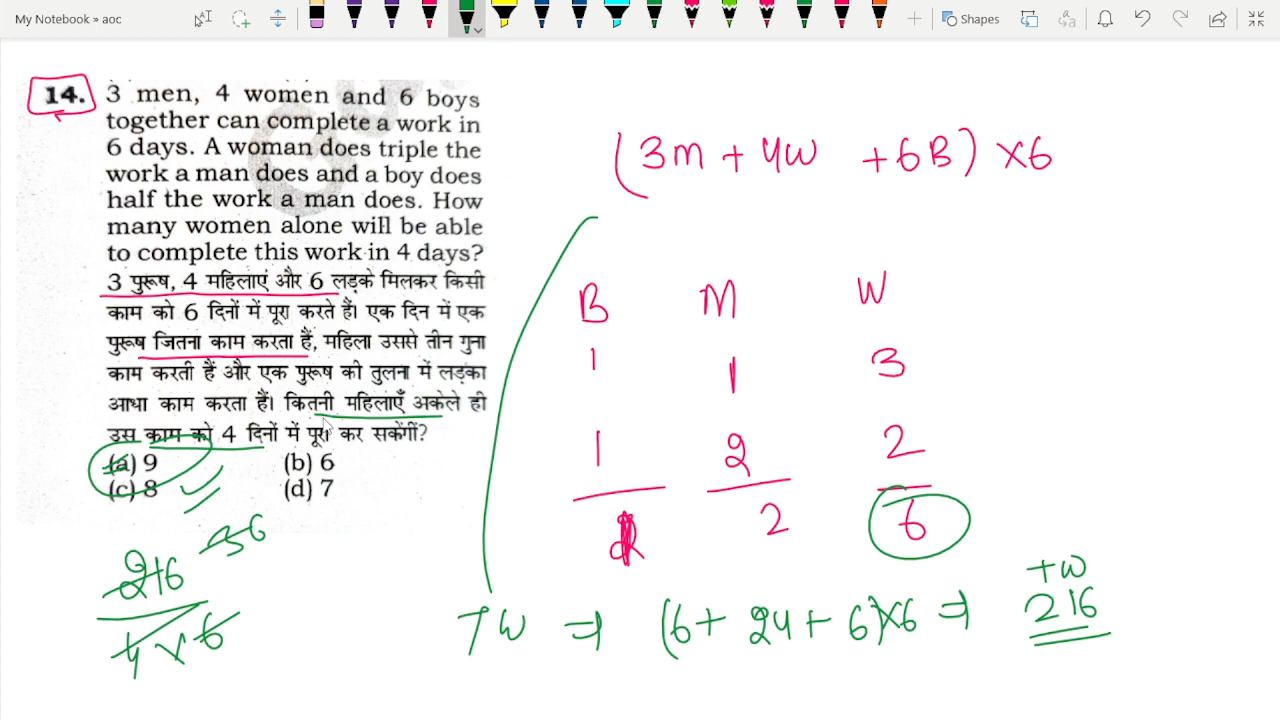 My Notebook » aoc
Shapes
14. 3 men, 4 women and 6 boys
together can complete a work in
6 days. A woman does triple the
work a man does and a boy does
half the work a man does. How
many women alone will be able
to complete this work in 4 days?
3 पुरूष, 4 महिलाएं और 6 लड़के मिलकर किसी
काम को 6 दिनों में पूरा करते हैं। एक दिन में एक
पुरूष जितना काम करता हैं, महिला उससे तीन गुना
काम करती हैं और एक पुरूष की तुलना में लड़का
आधा काम करता हैं। कितनी महिलाएँ अकेले ही
उस काम को 4 दिनों में पूरा कर सकेंगीं?
(a) 9 (b) 6
(c) 8 (d) 7
(3M + 4W + 6B) × 6
B M W
1 1 3
1 2 2
2 6
TW ⇒ (6 + 24 + 6) × 6 ⇒ 216
TW
36
216
4 × 6